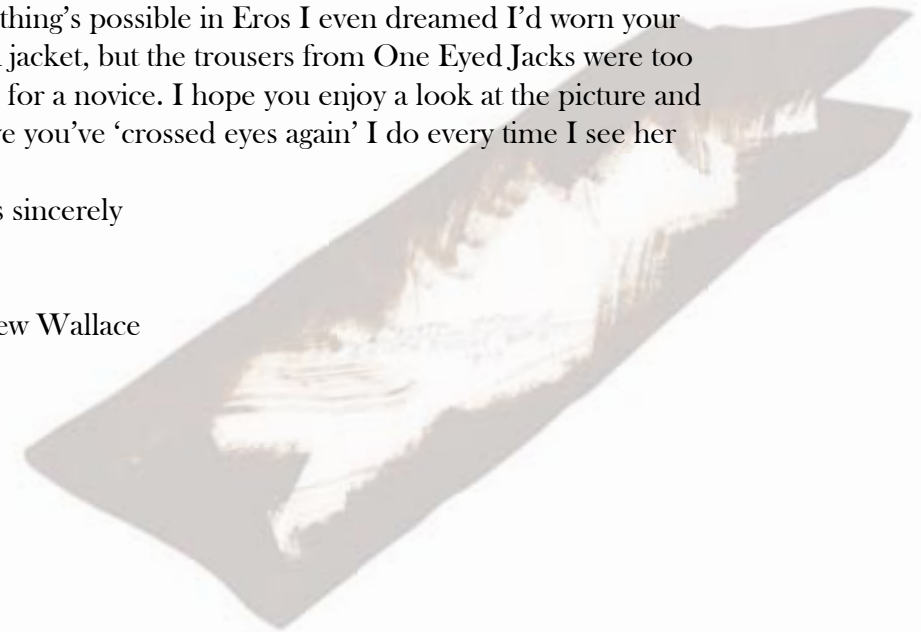 thing's possible in Eros I even dreamed I'd worn your
jacket, but the trousers from One Eyed Jacks were too
for a novice. I hope you enjoy a look at the picture and
you've 'crossed eyes again' I do every time I see her
sincerely
Wallace